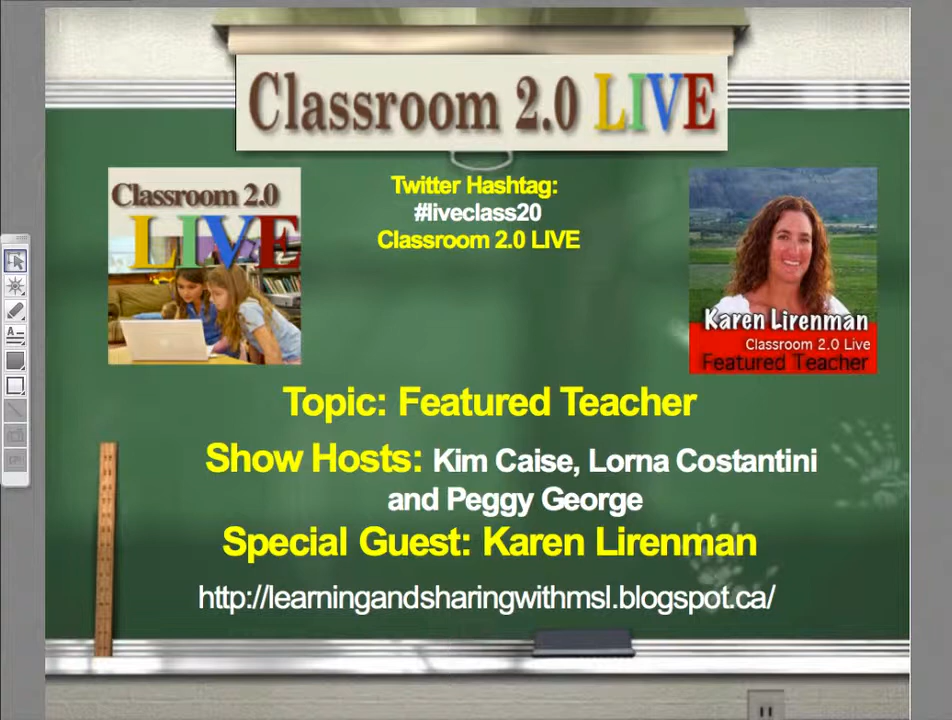 Classroom 2.0 LIVE
Classroom 2.0
LIVE
Twitter Hashtag:
#liveclass20
Classroom 2.0 LIVE
Karen Lirenman
Classroom 2.0 Live
Featured Teacher
Topic: Featured Teacher
Show Hosts: Kim Caise, Lorna Costantini
and Peggy George
Special Guest: Karen Lirenman
http://learningandsharingwithmsl.blogspot.ca/